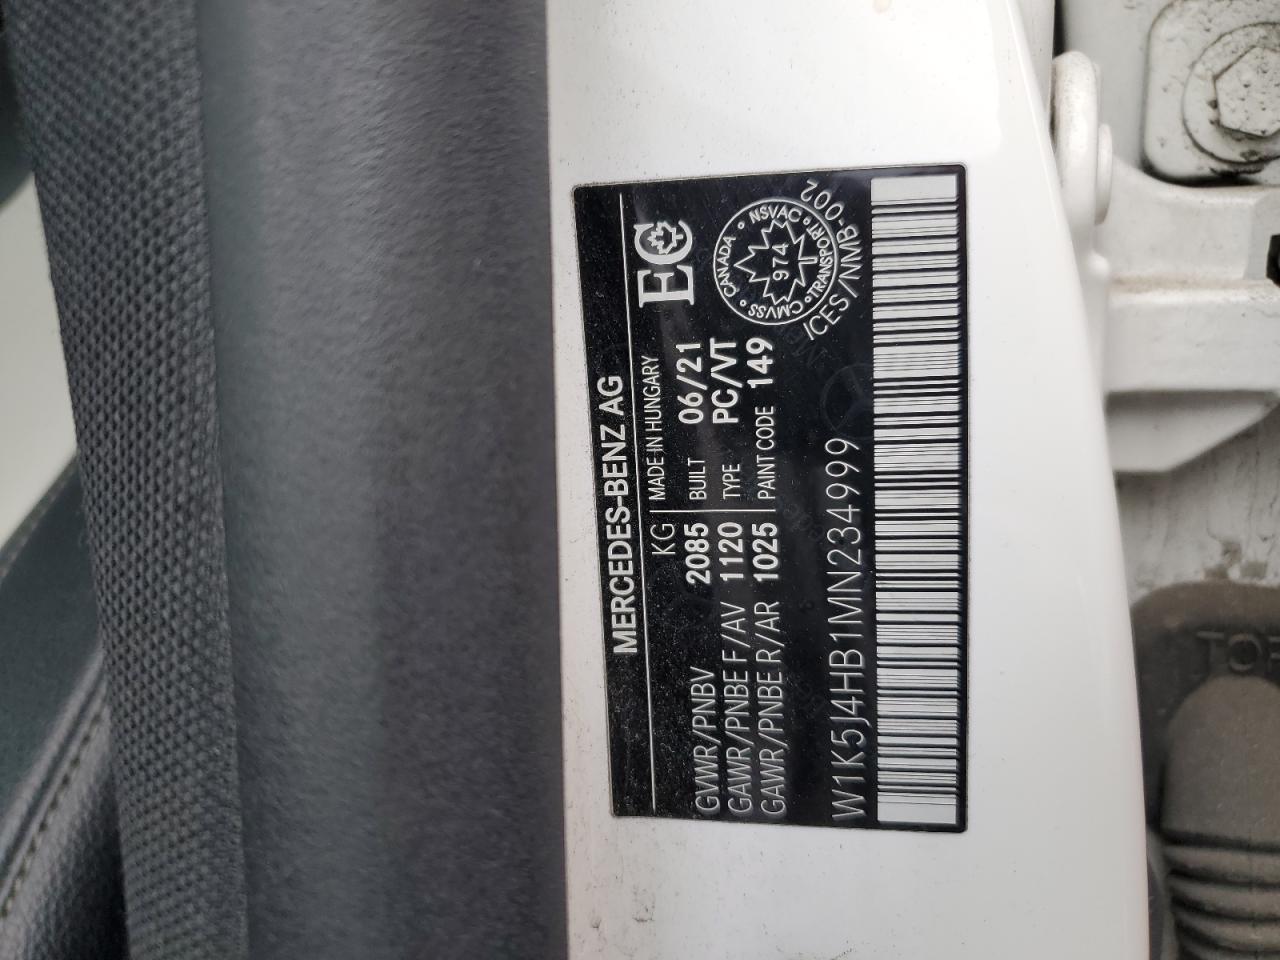 MERCEDES-BENZ AG
KG MADE IN HUNGARY
GVWR/PNBV 2085 BUILT 06/21
GAWR/PNBE F/AV 1120 TYPE PC/VT
GAWR/PNBE R/AR 1025 PAINT CODE 149
EC
CANADA NSVAC TRANSPORT CMVSS
974
ICES/NMB-002
W1K5J4HB1MN234999